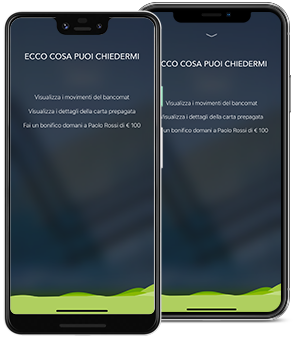 ECCO COSA PUOI CHIEDERMI
Visualizza i movimenti del bancomat
Visualizza i dettagli della carta prepagata
Fai un bonifico domani a Paolo Rossi di € 100
ECCO COSA PUOI CHIEDERMI
Visualizza i movimenti del bancomat
Visualizza i dettagli della carta prepagata
un bonifico domani a Paolo Rossi di € 100